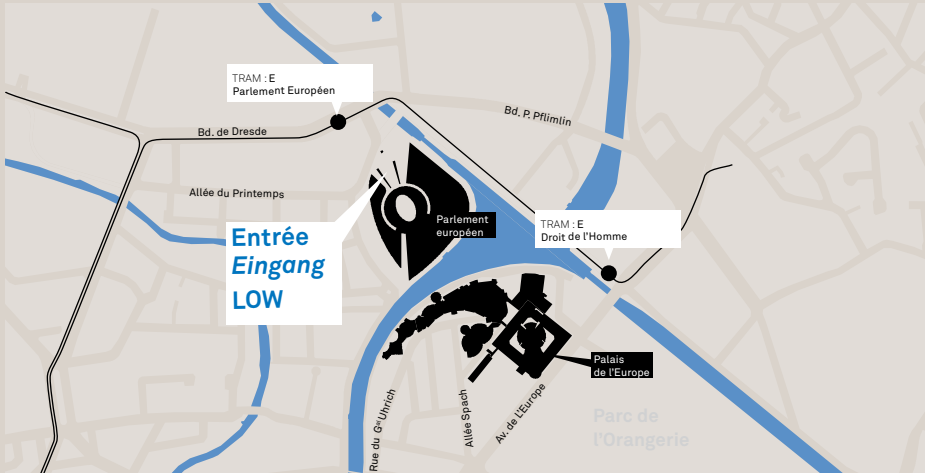 TRAM : E
Parlement Européen
Bd. de Dresde
Bd. P. Pflimlin
Allée du Printemps
Parlement
européen
TRAM : E
Droit de l'Homme
Entrée
Eingang
LOW
Palais
de l'Europe
Rue du Gᵃˡ Uhrich
Allée Spach
Av. de L'Europe
Parc de
l'Orangerie